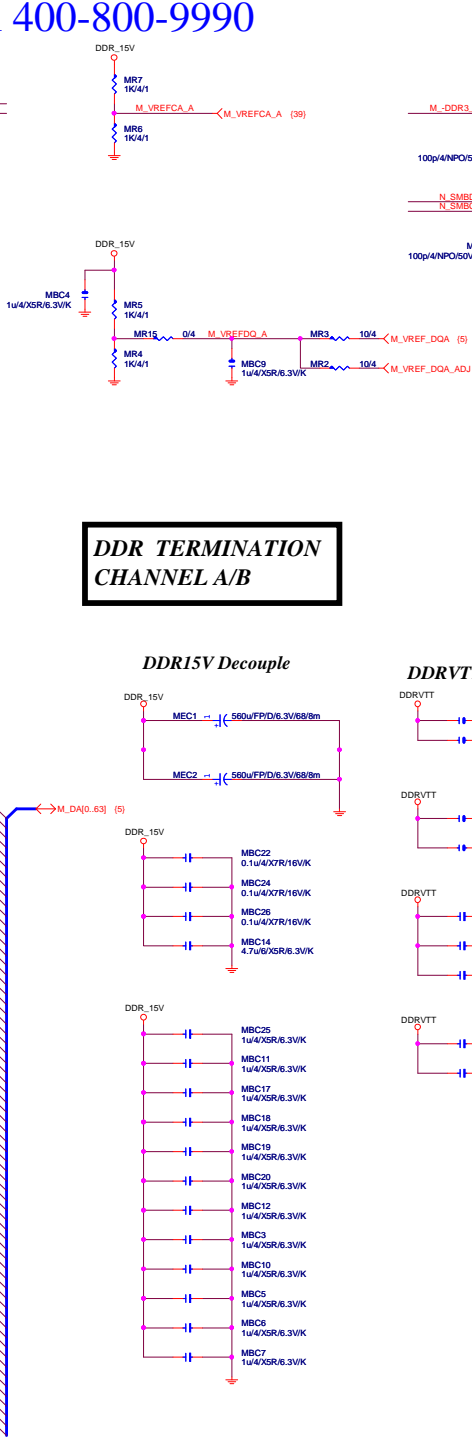 400-800-9990
DDR_15V
MR7
1K/4/1
M_VREFCA_A
M_VREFCA_A {39}
MR6
1K/4/1
M_-DDR3_
100p/4/NPO/5
N_SMB
N_SMB
DDR_15V
MBC4
1u/4/X5R/6.3V/K
MR5
1K/4/1
M
100p/4/NPO/50V
MR15 0/4 M_VREFDQ_A
MR3 10/4 M_VREF_DQA {5}
MR4
1K/4/1
MBC9
1u/4/X5R/6.3V/K
MR2 10/4 M_VREF_DQA_ADJ
DDR TERMINATION
CHANNEL A/B
DDR15V Decouple
DDRVT
DDR_15V
DDRVTT
MEC1 1 + 560u/FP/D/6.3V/68/8m
MEC2 1 + 560u/FP/D/6.3V/68/8m
DDRVTT
M_DA[0..63] {5}
DDR_15V
MBC22
0.1u/4/X7R/16V/K
MBC24
0.1u/4/X7R/16V/K
DDRVTT
MBC26
0.1u/4/X7R/16V/K
MBC14
4.7u/6/X5R/6.3V/K
DDR_15V
DDRVTT
MBC25
1u/4/X5R/6.3V/K
MBC11
1u/4/X5R/6.3V/K
MBC17
1u/4/X5R/6.3V/K
MBC18
1u/4/X5R/6.3V/K
MBC19
1u/4/X5R/6.3V/K
MBC20
1u/4/X5R/6.3V/K
MBC12
1u/4/X5R/6.3V/K
MBC3
1u/4/X5R/6.3V/K
MBC10
1u/4/X5R/6.3V/K
MBC5
1u/4/X5R/6.3V/K
MBC6
1u/4/X5R/6.3V/K
MBC7
1u/4/X5R/6.3V/K